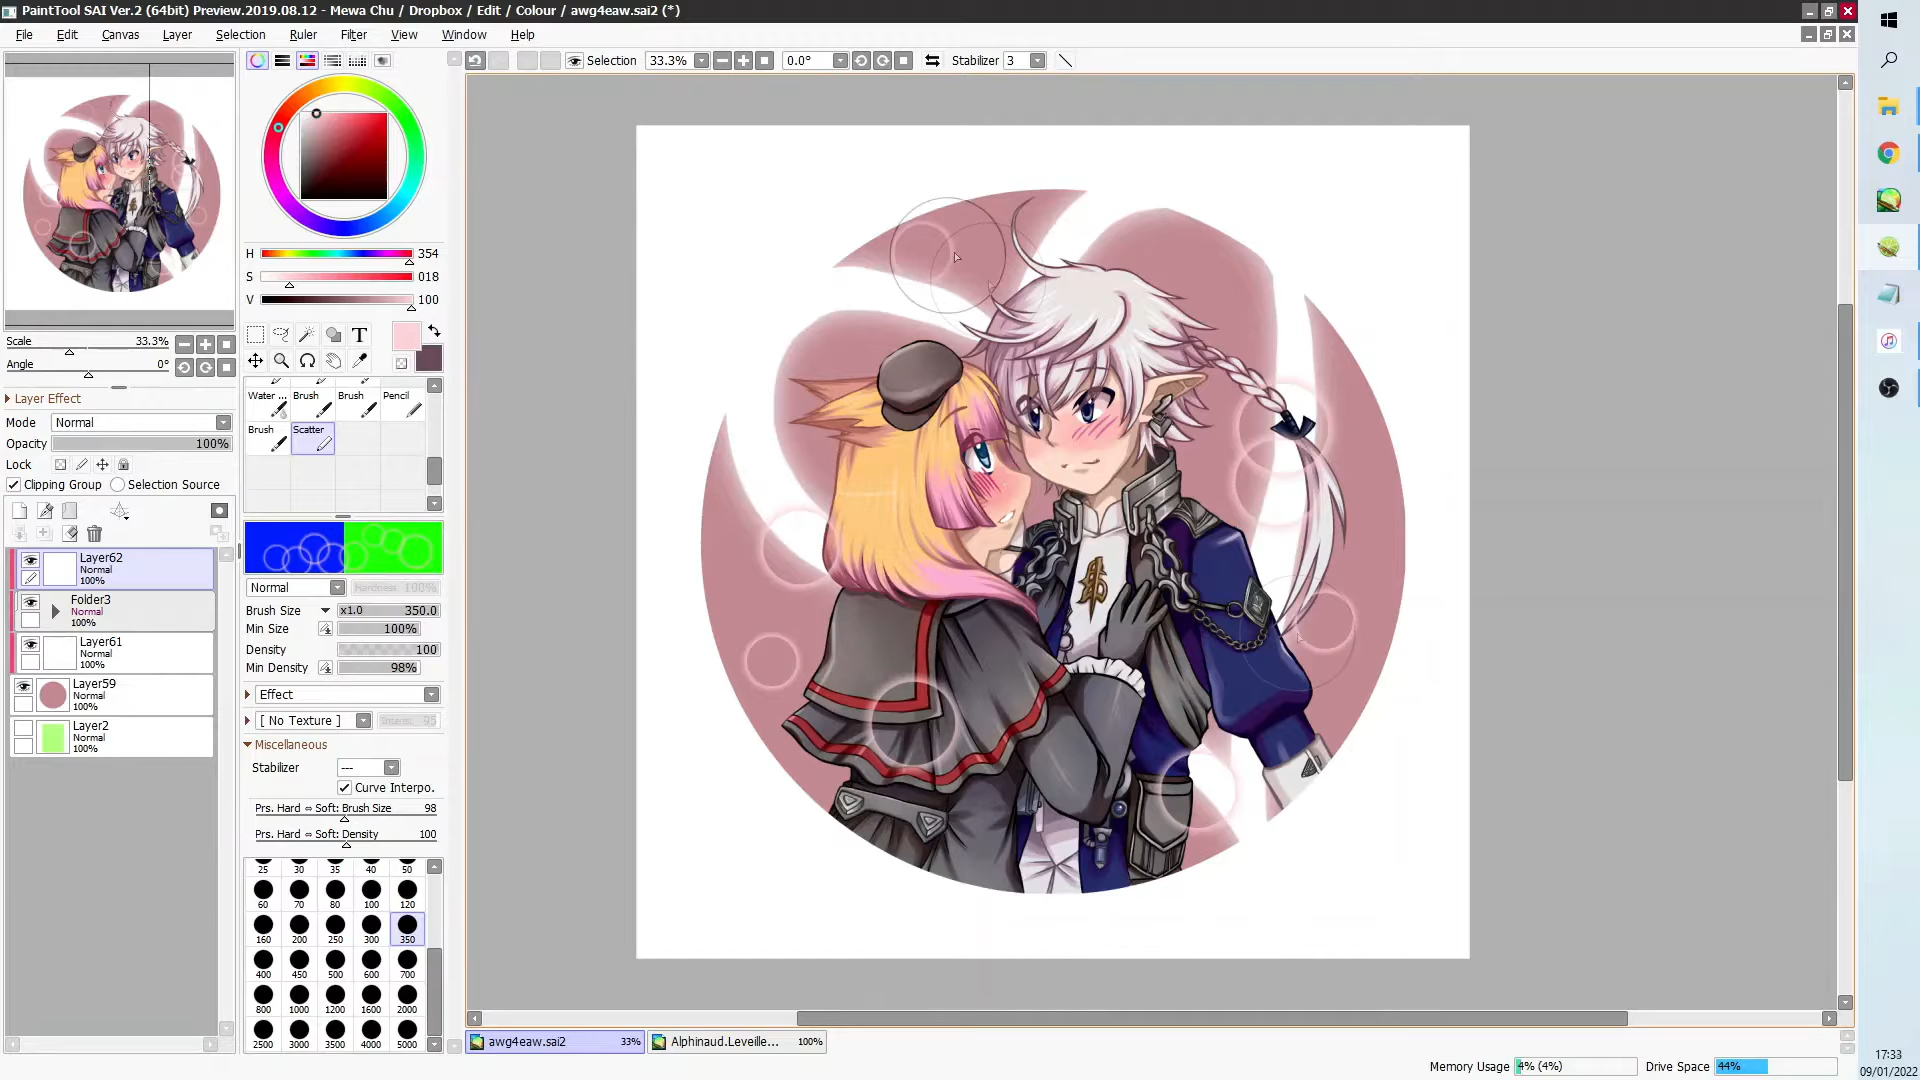 PaintTool SAI Ver.2 (64bit) Preview.2019.08.12 - Mewa Chu / Dropbox / Edit / Colour / awg4eaw.sai2 (*)
File Edit Canvas Layer Selection Ruler Filter View Window Help
Selection 33.3% 0.0° Stabilizer 3
H 354
S 018
V 100
Scale 33.3%
Angle 0°
Layer Effect
Mode Normal
Opacity 100%
Lock
Clipping Group Selection Source
Layer62
Normal
100%
Folder3
Normal
100%
Layer61
Normal
100%
Layer59
Normal
100%
Layer2
Normal
100%
T
Water ... Brush Brush Pencil
Brush Scatter
Normal Hardness 100%
Brush Size x1.0 350.0
Min Size 100%
Density 100
Min Density 98%
Effect
[ No Texture ] Intens. 95
Miscellaneous
Stabilizer ---
Curve Interpo.
Prs. Hard ⇔ Soft: Brush Size 98
Prs. Hard ⇔ Soft: Density 100
25 30 35 40 50
60 70 80 100 120
160 200 250 300 350
400 450 500 600 700
800 1000 1200 1600 2000
2500 3000 3500 4000 5000
awg4eaw.sai2 33% Alphinaud.Leveille... 100%
Memory Usage 4% (4%) Drive Space 44%
17:33
09/01/2022